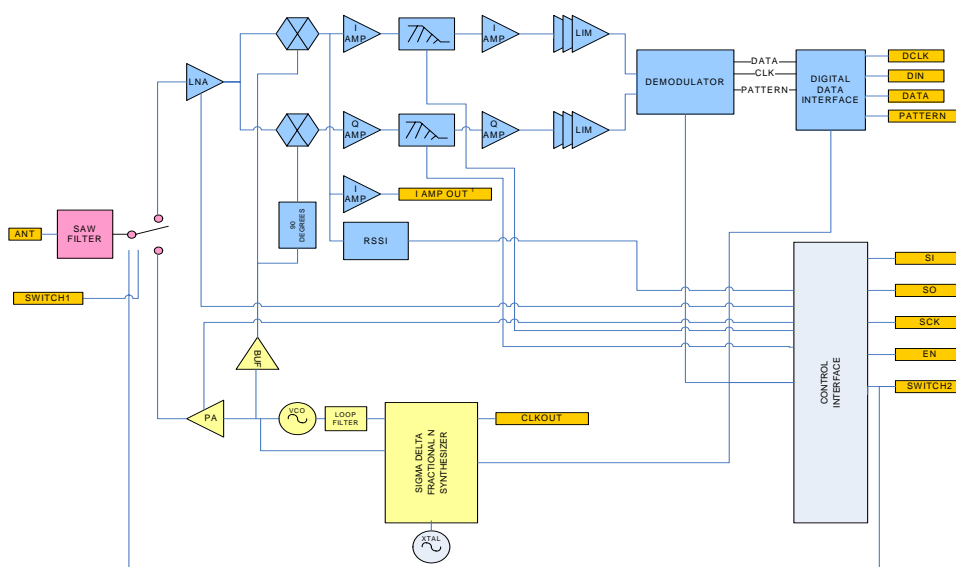 LNA
I
AMP
I
AMP
LIM
DEMODULATOR
DATA
CLK
PATTERN
DIGITAL
DATA
INTERFACE
DCLK
DIN
DATA
PATTERN
Q
AMP
Q
AMP
LIM
I
AMP
I AMP OUT 1
90
DEGREES
RSSI
ANT
SAW
FILTER
SWITCH1
SI
SO
SCK
EN
SWITCH2
CONTROL
INTERFACE
BUF
PA
VCO
LOOP
FILTER
SIGMA DELTA
FRACTIONAL N
SYNTHESIZER
CLKOUT
XTAL